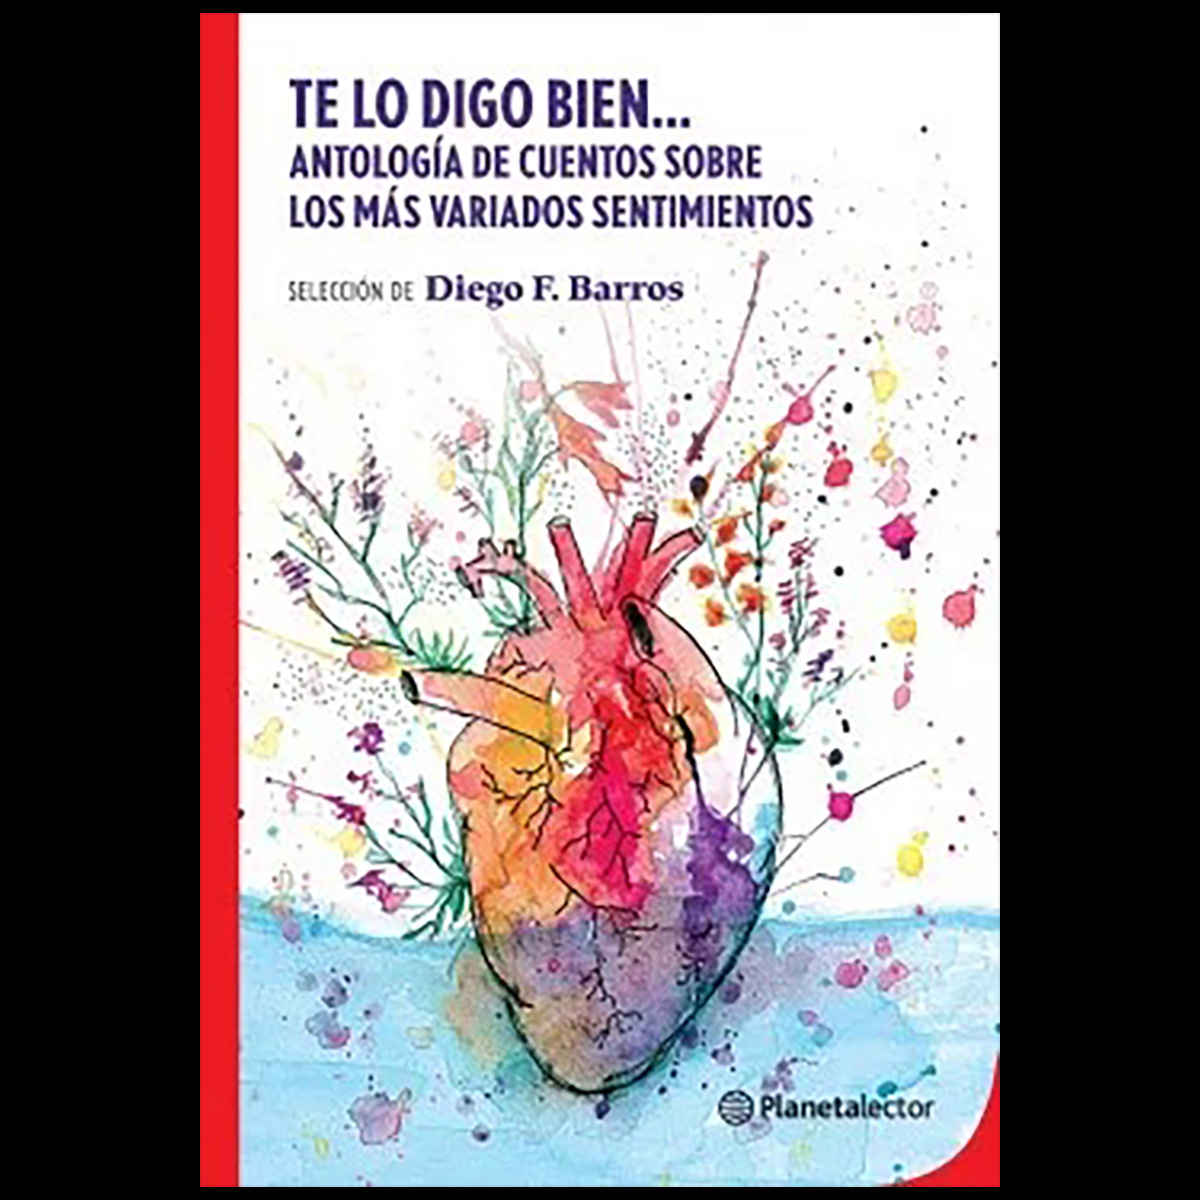 TE LO DIGO BIEN...
ANTOLOGÍA DE CUENTOS SOBRE
LOS MÁS VARIADOS SENTIMIENTOS
SELECCIÓN DE Diego F. Barros
Planetalector